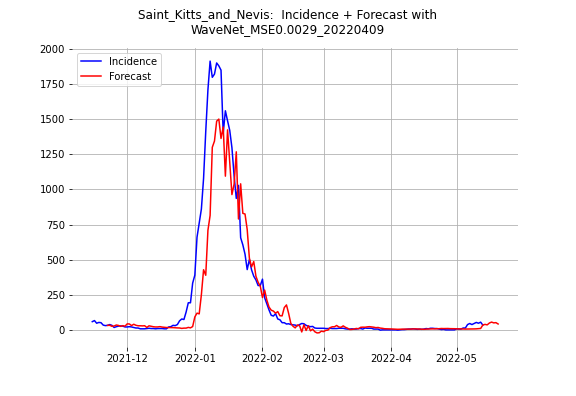 Saint_Kitts_and_Nevis:  Incidence + Forecast with
WaveNet_MSE0.0029_20220409
2000
1750
1500
1250
1000
750
500
250
0
Incidence
Forecast
2021-12 2022-01 2022-02 2022-03 2022-04 2022-05